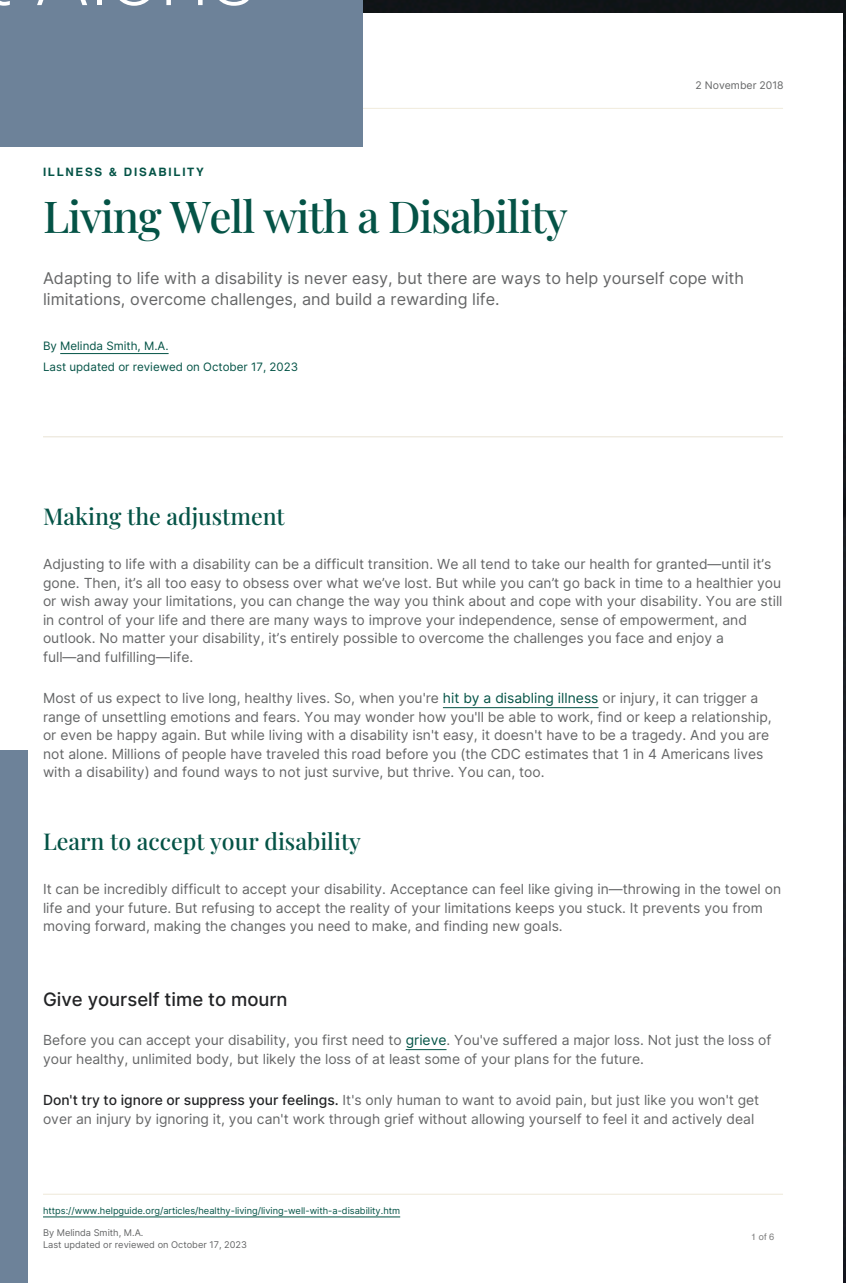 2 November 2018
ILLNESS & DISABILITY
Living Well with a Disability
Adapting to life with a disability is never easy, but there are ways to help yourself cope with
limitations, overcome challenges, and build a rewarding life.
By Melinda Smith, M.A.
Last updated or reviewed on October 17, 2023
Making the adjustment
Adjusting to life with a disability can be a difficult transition. We all tend to take our health for granted—until it’s
gone. Then, it’s all too easy to obsess over what we’ve lost. But while you can’t go back in time to a healthier you
or wish away your limitations, you can change the way you think about and cope with your disability. You are still
in control of your life and there are many ways to improve your independence, sense of empowerment, and
outlook. No matter your disability, it’s entirely possible to overcome the challenges you face and enjoy a
full—and fulfilling—life.
Most of us expect to live long, healthy lives. So, when you're hit by a disabling illness or injury, it can trigger a
range of unsettling emotions and fears. You may wonder how you'll be able to work, find or keep a relationship,
or even be happy again. But while living with a disability isn't easy, it doesn't have to be a tragedy. And you are
not alone. Millions of people have traveled this road before you (the CDC estimates that 1 in 4 Americans lives
with a disability) and found ways to not just survive, but thrive. You can, too.
Learn to accept your disability
It can be incredibly difficult to accept your disability. Acceptance can feel like giving in—throwing in the towel on
life and your future. But refusing to accept the reality of your limitations keeps you stuck. It prevents you from
moving forward, making the changes you need to make, and finding new goals.
Give yourself time to mourn
Before you can accept your disability, you first need to grieve. You've suffered a major loss. Not just the loss of
your healthy, unlimited body, but likely the loss of at least some of your plans for the future.
Don't try to ignore or suppress your feelings. It's only human to want to avoid pain, but just like you won't get
over an injury by ignoring it, you can't work through grief without allowing yourself to feel it and actively deal
https://www.helpguide.org/articles/healthy-living/living-well-with-a-disability.htm
By Melinda Smith, M.A.
Last updated or reviewed on October 17, 2023
1 of 6